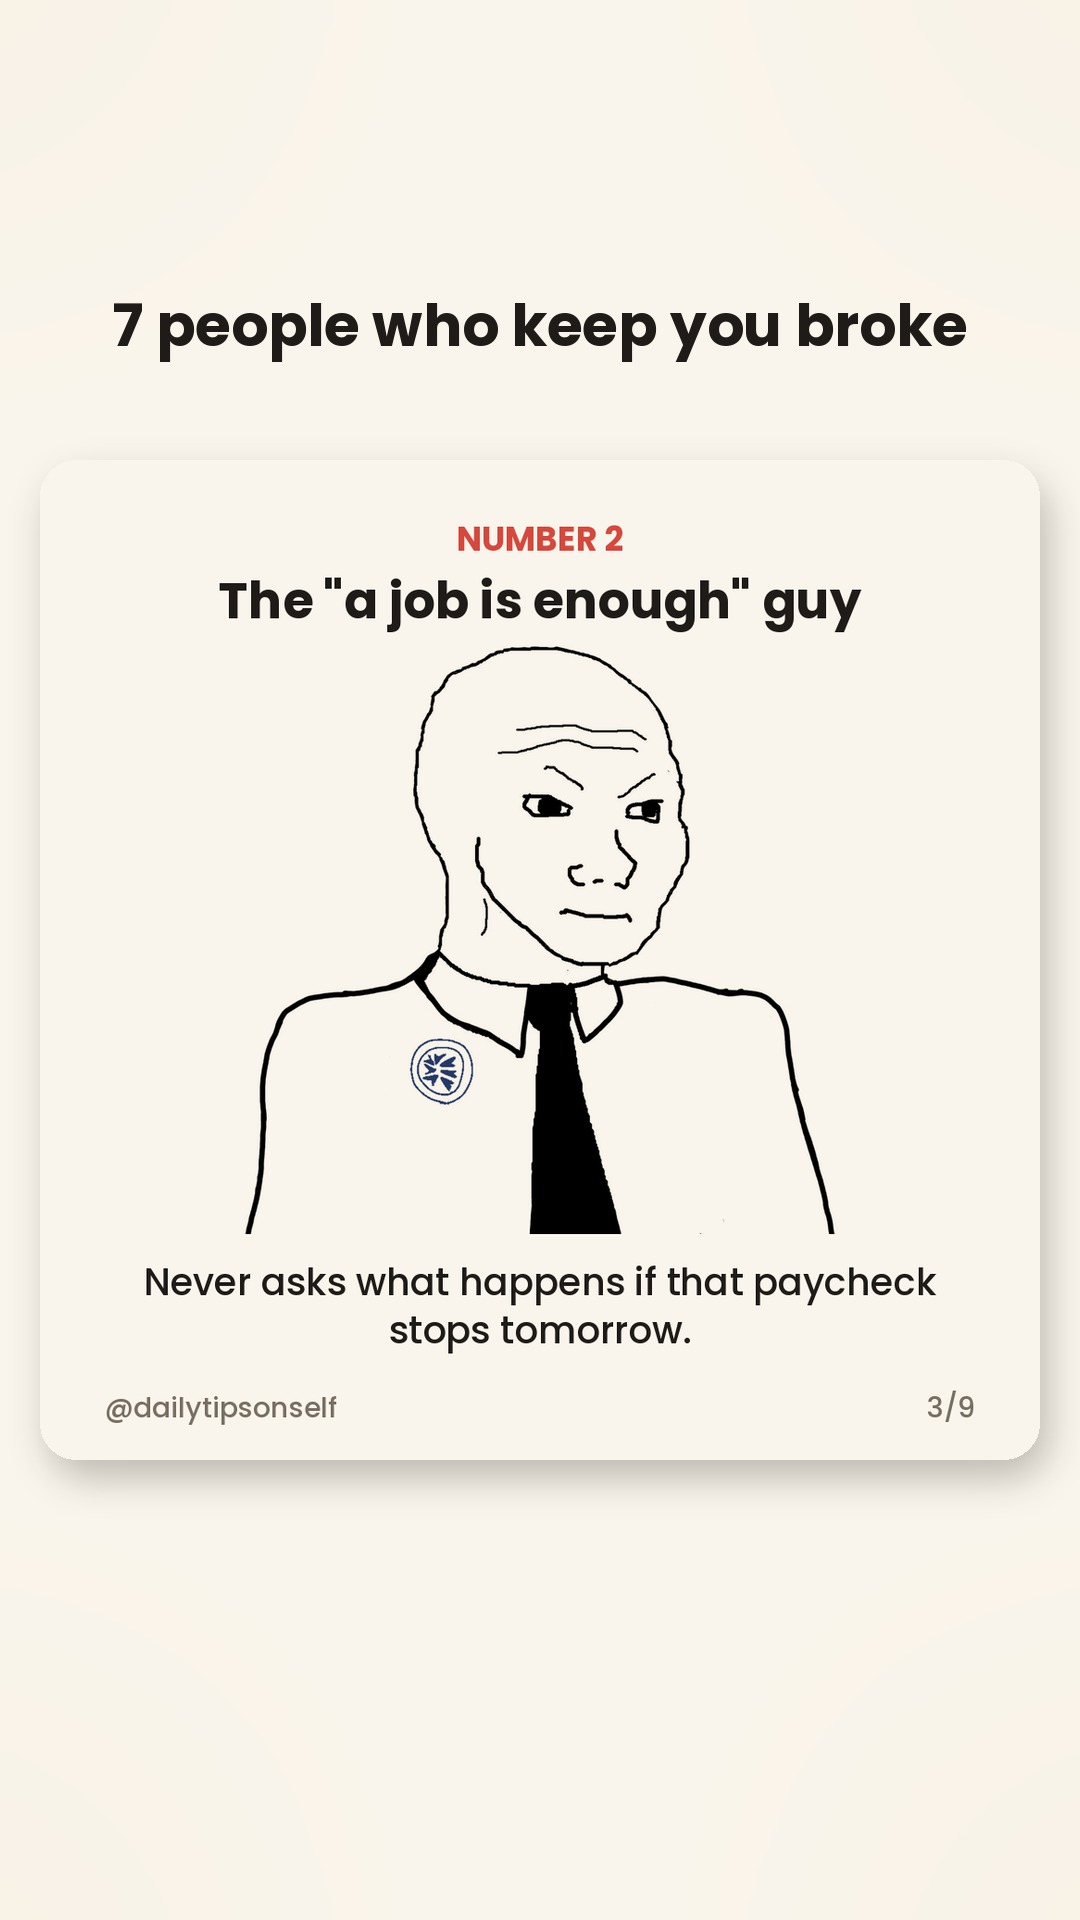 7 people who keep you broke
NUMBER 2
The "a job is enough" guy
Never asks what happens if that paycheck
stops tomorrow.
@dailytipsonself
3/9